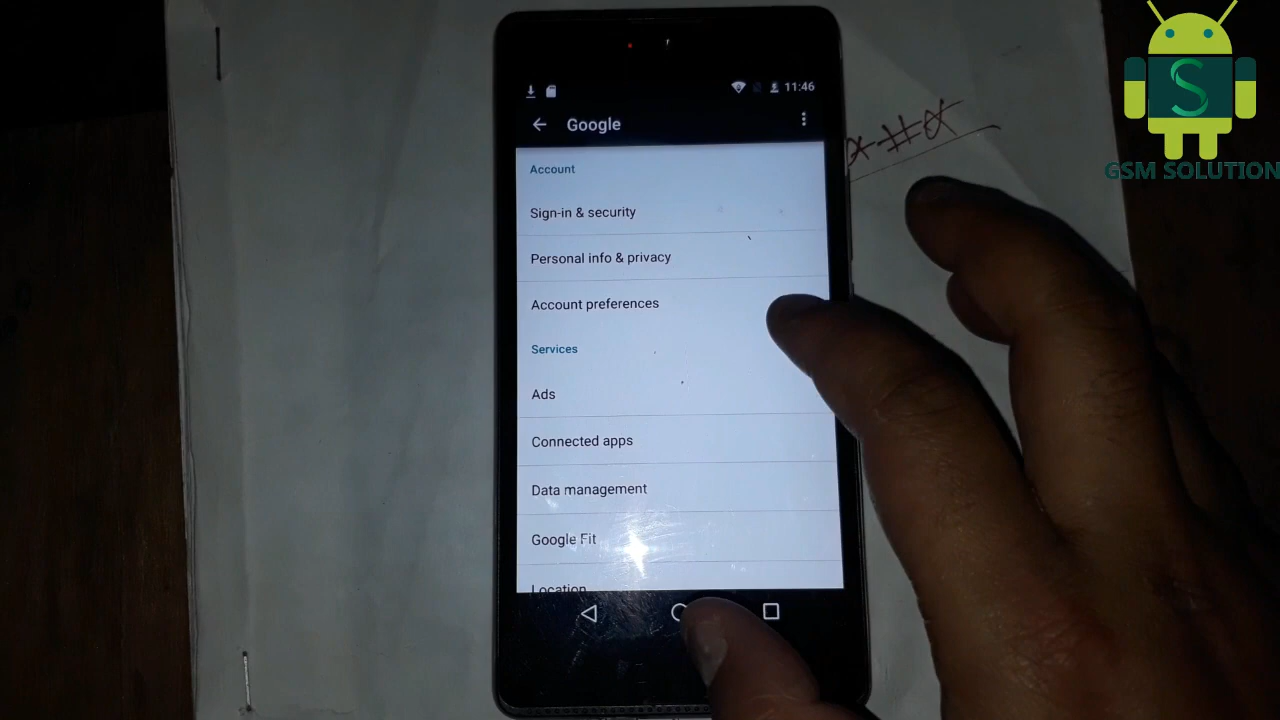 11:46
Google
Account
Sign-in & security
Personal info & privacy
Account preferences
Services
Ads
Connected apps
Data management
Google Fit
Location
GSM SOLUTION